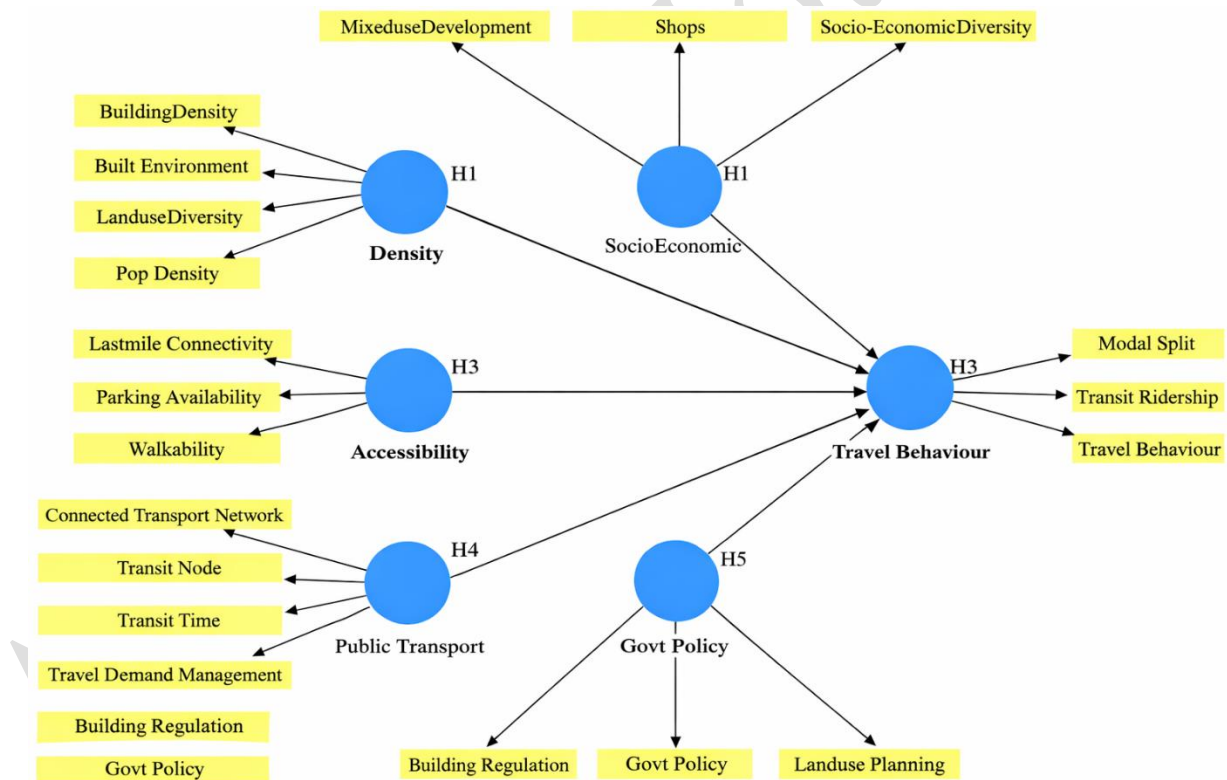 MixeduseDevelopment
Shops
Socio-EconomicDiversity
BuildingDensity
Built Environment
LanduseDiversity
Pop Density
H1
Density
H1
SocioEconomic
Lastmile Connectivity
Parking Availability
Walkability
H3
Accessibility
H3
Travel Behaviour
Modal Split
Transit Ridership
Travel Behaviour
Connected Transport Network
Transit Node
Transit Time
Travel Demand Management
H4
Public Transport
H5
Govt Policy
Building Regulation
Govt Policy
Building Regulation
Govt Policy
Landuse Planning